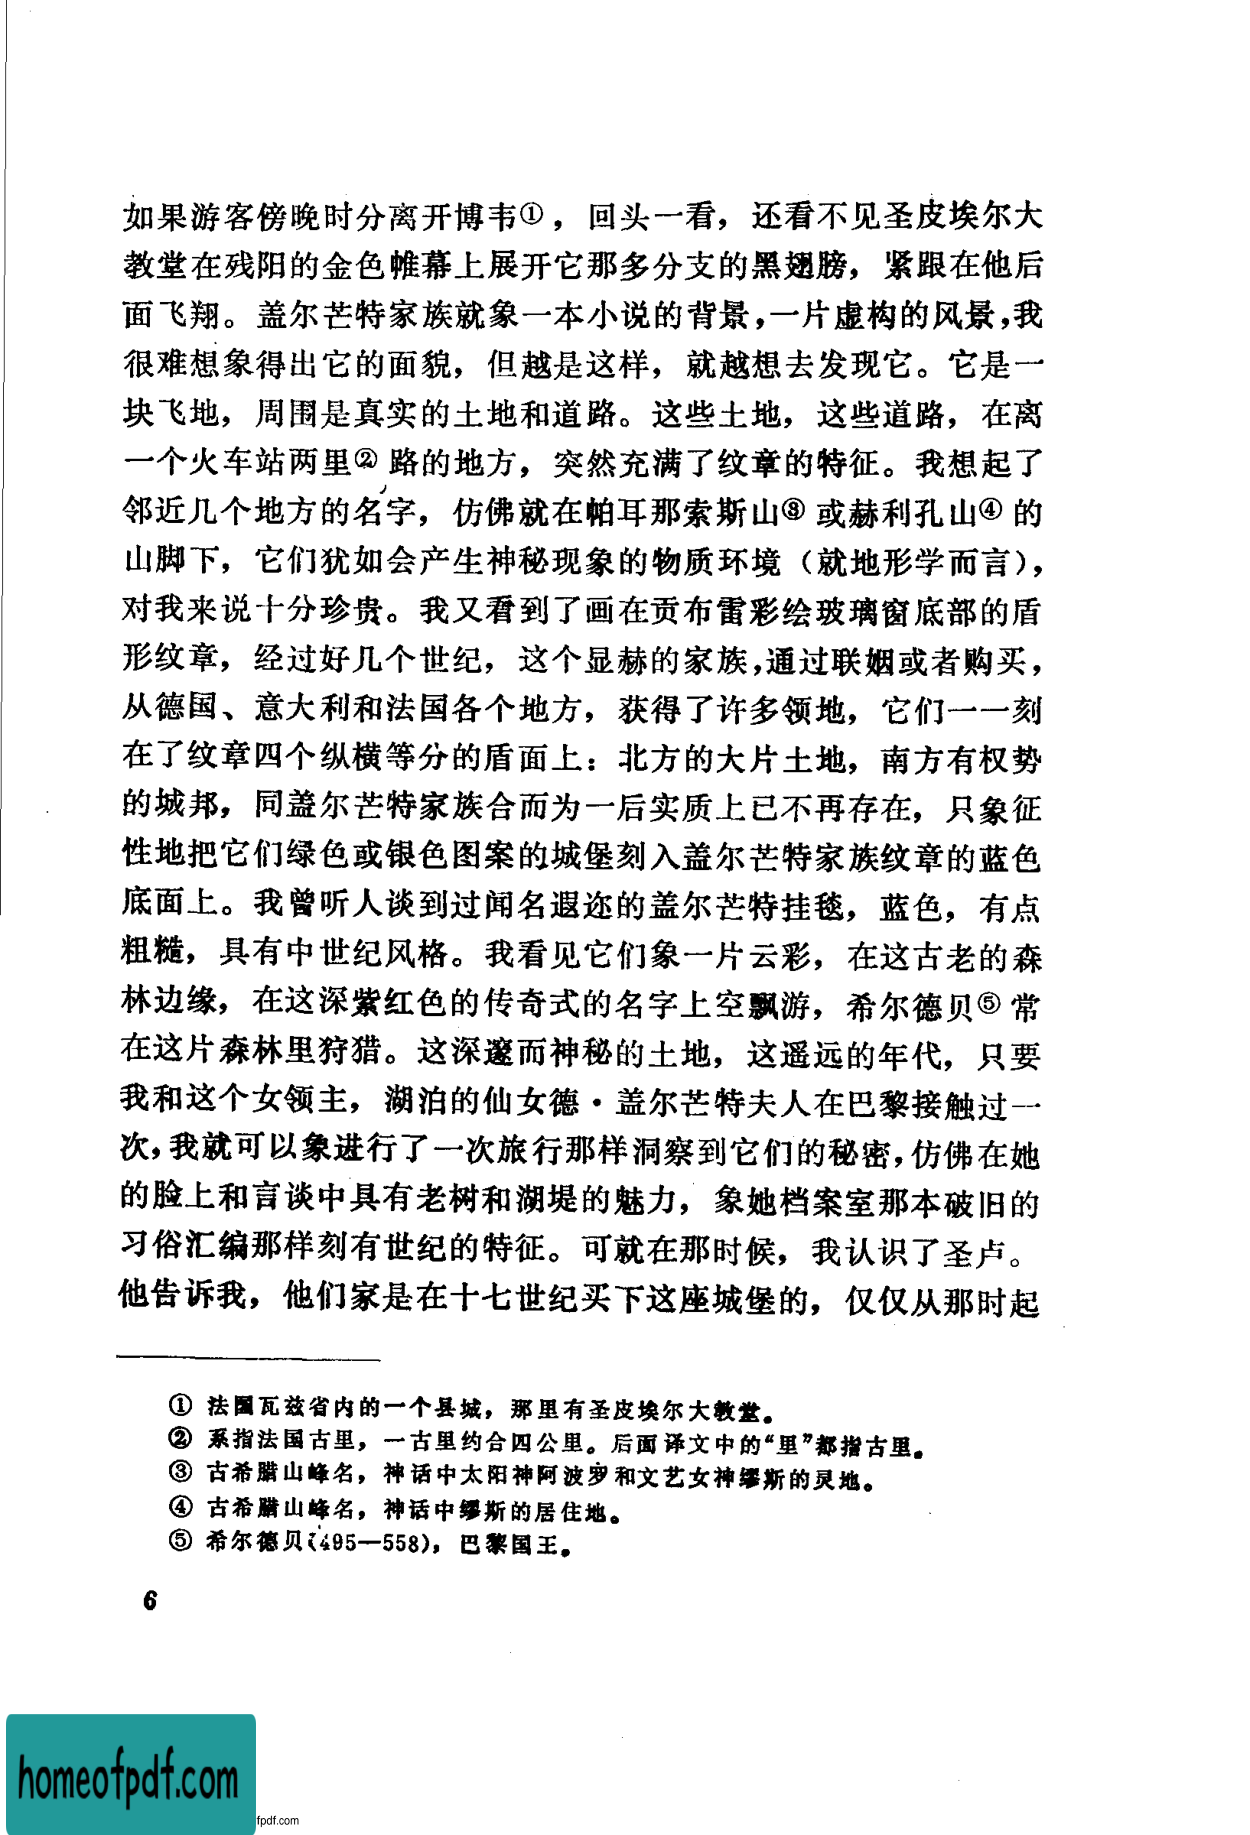 如果游客傍晚时分离开博韦①，回头一看，还看不见圣皮埃尔大
教堂在残阳的金色帷幕上展开它那多分支的黑翅膀，紧跟在他后
面飞翔。盖尔芒特家族就象一本小说的背景，一片虚构的风景，我
很难想象得出它的面貌，但越是这样，就越想去发现它。它是一
块飞地，周围是真实的土地和道路。这些土地，这些道路，在离
一个火车站两里②路的地方，突然充满了纹章的特征。我想起了
邻近几个地方的名字，仿佛就在帕耳那索斯山③或赫利孔山④的
山脚下，它们犹如会产生神秘现象的物质环境（就地形学而言），
对我来说十分珍贵。我又看到了画在贡布雷彩绘玻璃窗底部的盾
形纹章，经过好几个世纪，这个显赫的家族，通过联姻或者购买，
从德国、意大利和法国各个地方，获得了许多领地，它们一一刻
在了纹章四个纵横等分的盾面上：北方的大片土地，南方有权势
的城邦，同盖尔芒特家族合而为一后实质上已不再存在，只象征
性地把它们绿色或银色图案的城堡刻入盖尔芒特家族纹章的蓝色
底面上。我曾听人谈到过闻名遐迩的盖尔芒特挂毯，蓝色，有点
粗糙，具有中世纪风格。我看见它们象一片云彩，在这古老的森
林边缘，在这深紫红色的传奇式的名字上空飘游，希尔德贝⑤常
在这片森林里狩猎。这深邃而神秘的土地，这遥远的年代，只要
我和这个女领主，湖泊的仙女德·盖尔芒特夫人在巴黎接触过一
次，我就可以象进行了一次旅行那样洞察到它们的秘密，仿佛在她
的脸上和言谈中具有老树和湖堤的魅力，象她档案室那本破旧的
习俗汇编那样刻有世纪的特征。可就在那时候，我认识了圣卢。
他告诉我，他们家是在十七世纪买下这座城堡的，仅仅从那时起
① 法国瓦兹省内的一个县城，那里有圣皮埃尔大教堂。
② 系指法国古里，一古里约合四公里。后面译文中的“里”都指古里。
③ 古希腊山峰名，神话中太阳神阿波罗和文艺女神缪斯的灵地。
④ 古希腊山峰名，神话中缪斯的居住地。
⑤ 希尔德贝（495—558），巴黎国王。
6
homeofpdf.com
fpdf.com